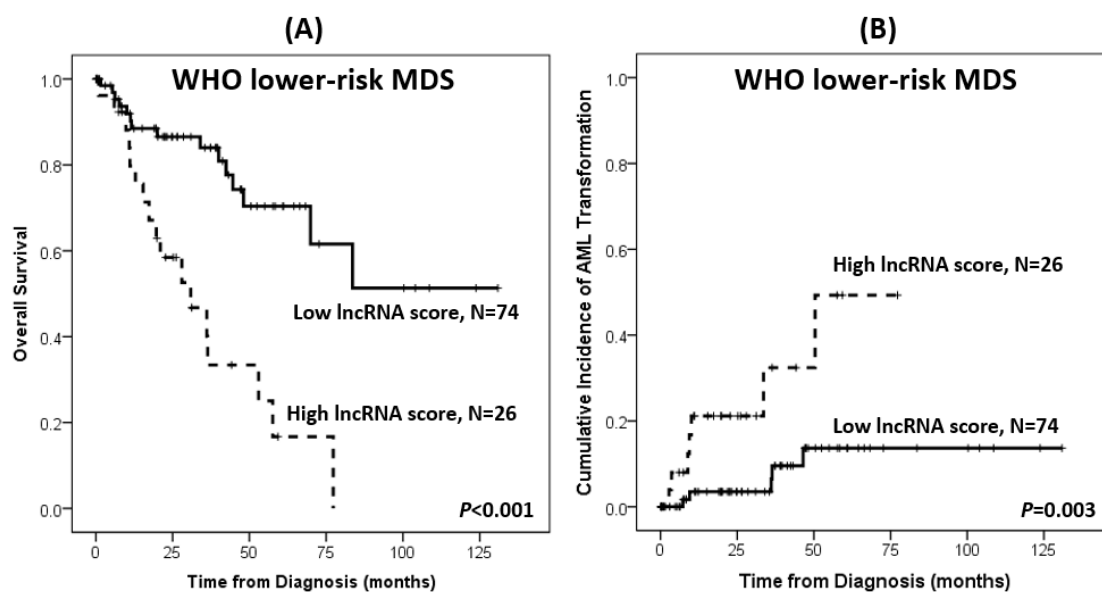 (A)
WHO lower-risk MDS
1.0
0.8
0.6
0.4
0.2
0.0
Overall Survival
Low lncRNA score, N=74
High lncRNA score, N=26
P<0.001
0 25 50 75 100 125
Time from Diagnosis (months)
(B)
WHO lower-risk MDS
1.0
0.8
0.6
0.4
0.2
0.0
Cumulative Incidence of AML Transformation
High lncRNA score, N=26
Low lncRNA score, N=74
P=0.003
0 25 50 75 100 125
Time from Diagnosis (months)